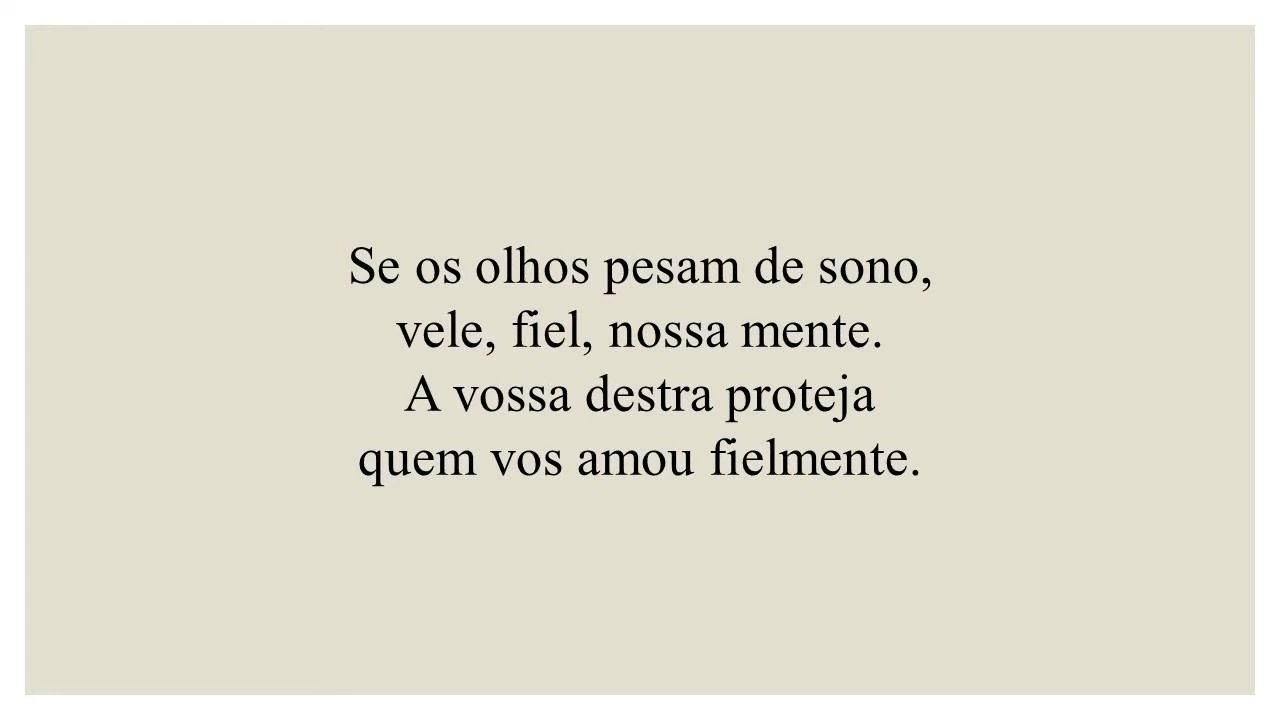 Se os olhos pesam de sono,
vele, fiel, nossa mente.
A vossa destra proteja
quem vos amou fielmente.